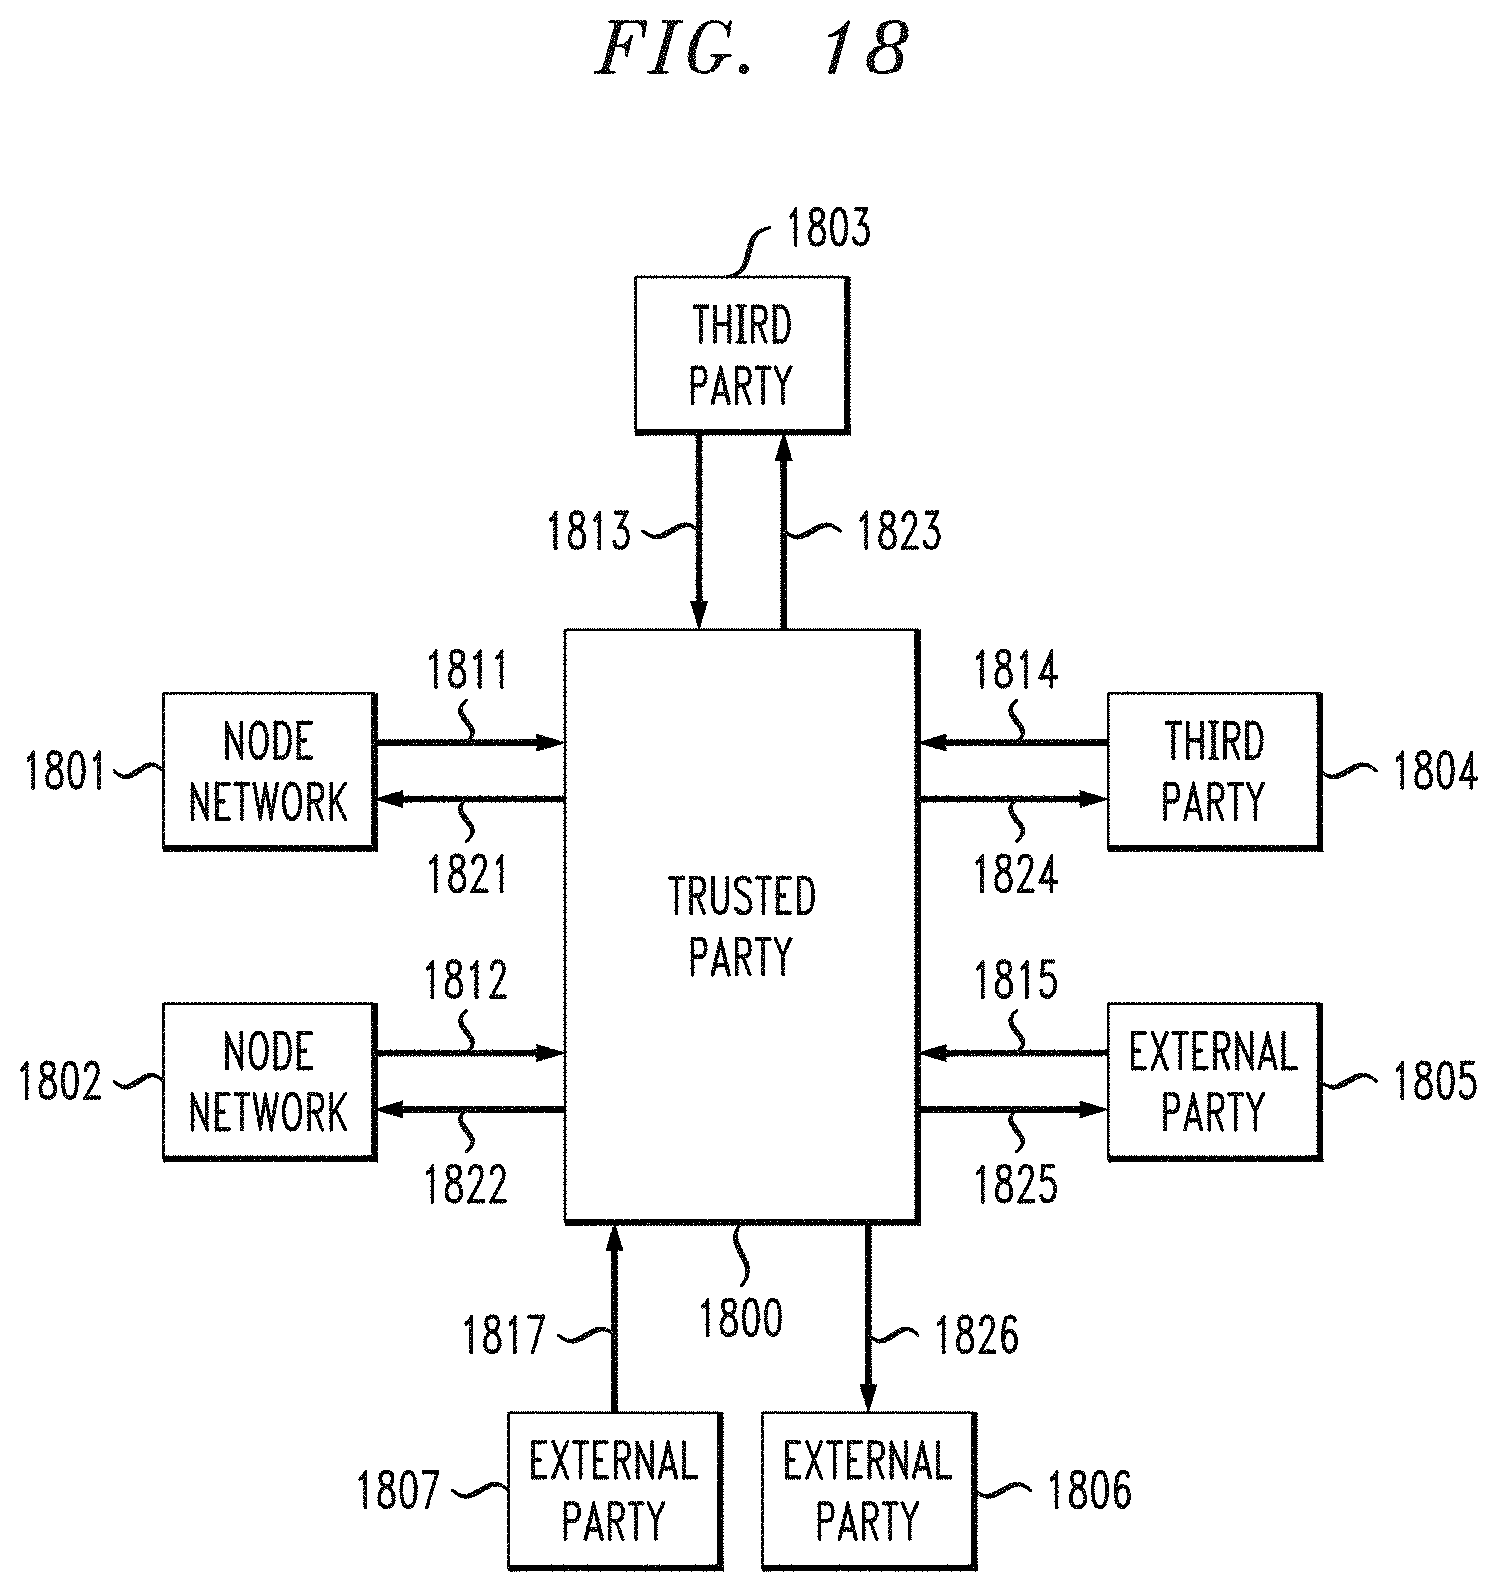 FIG. 18
1803
THIRD
PARTY
1813
1823
1811
1814
1801
NODE
NETWORK
THIRD
PARTY
1804
1821
1824
TRUSTED
PARTY
1812
1815
1802
NODE
NETWORK
EXTERNAL
PARTY
1805
1822
1825
1817
1800
1826
1807
EXTERNAL
PARTY
EXTERNAL
PARTY
1806